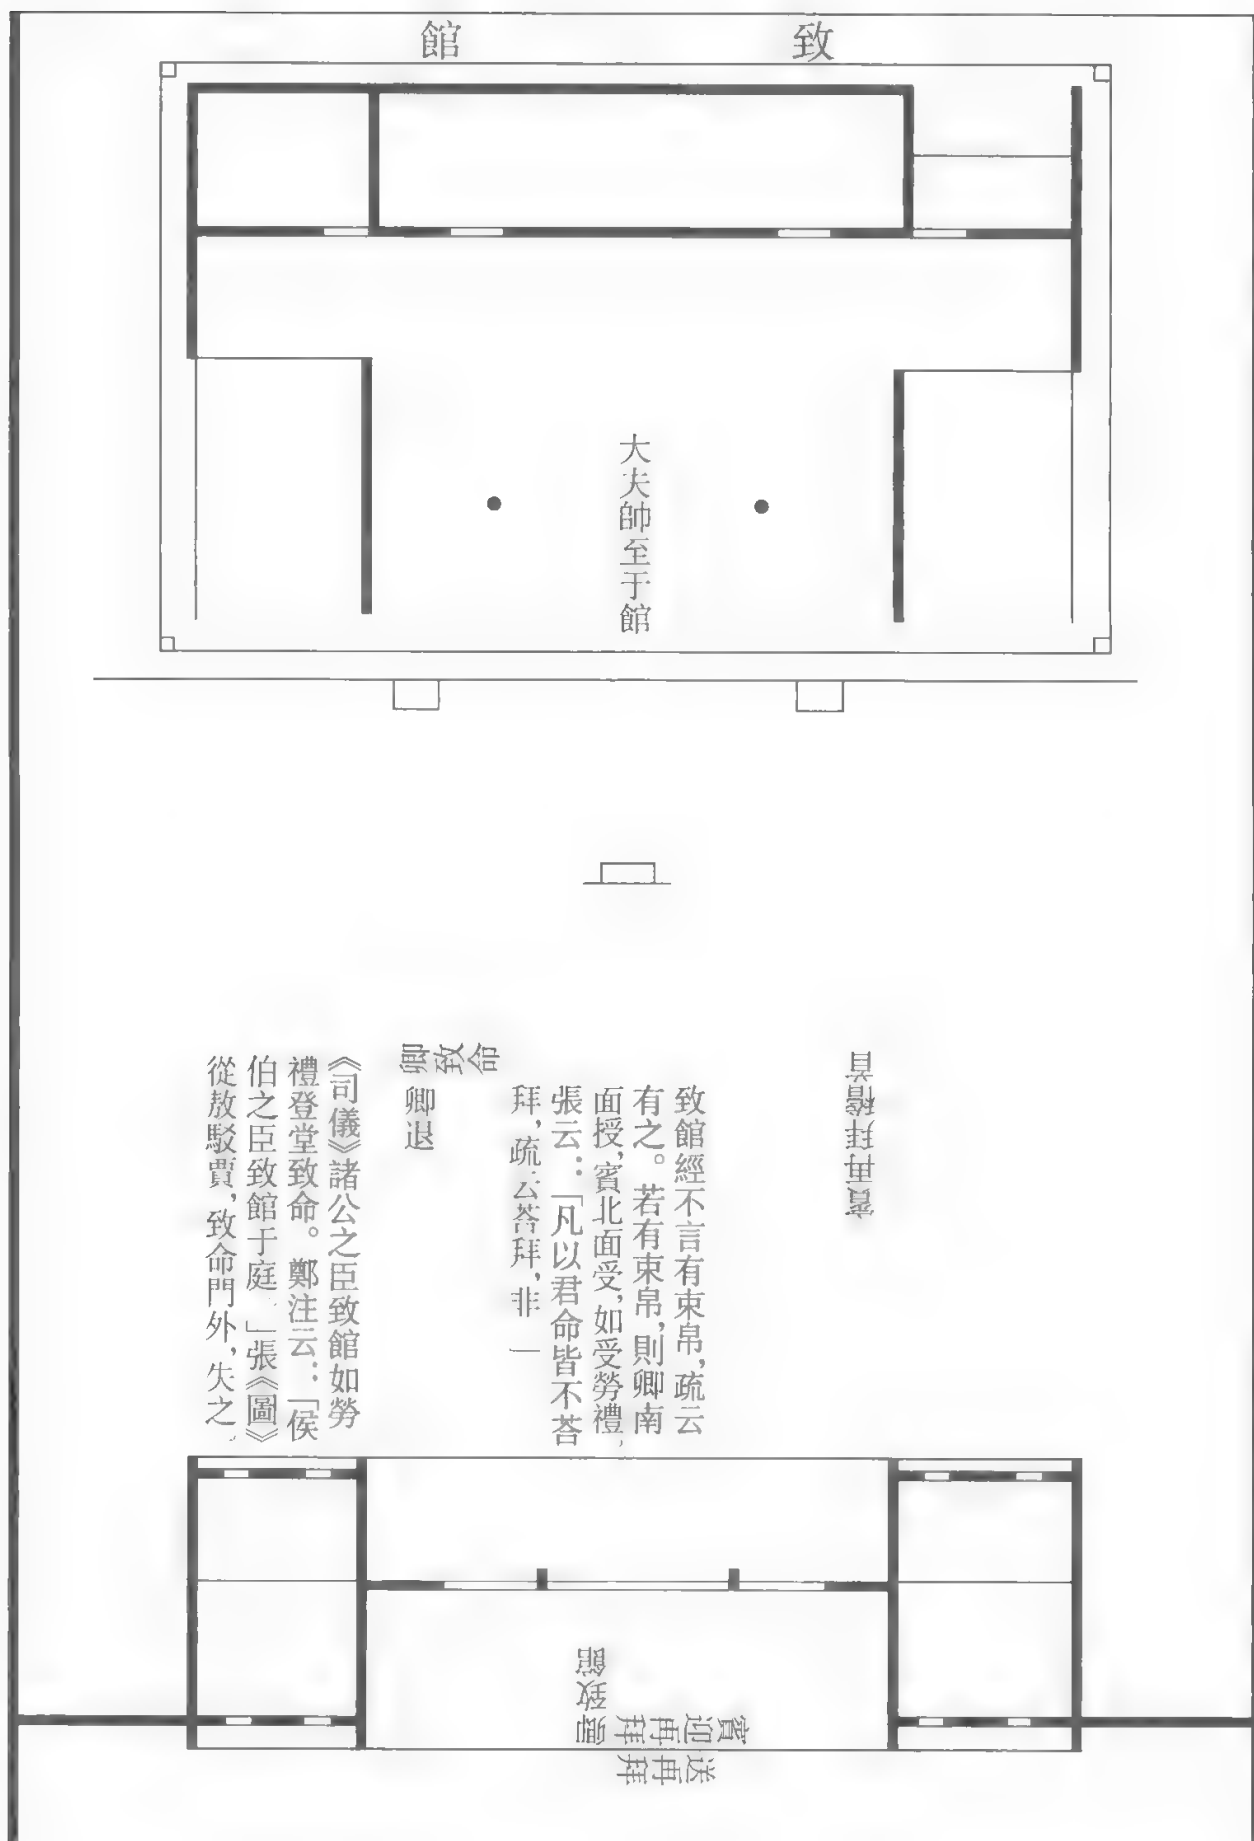 致館
大夫帥至于館
賓再拜稽首
致館經不言有束帛，疏云
有之。若有束帛，則卿南
面授，賓北面受，如受勞禮。
張云：「凡以君命皆不荅
拜，疏云荅拜，非」
卿致命
卿退
《司儀》諸公之臣致館如勞
禮登堂致命。鄭注云：「侯
伯之臣致館于庭。」張《圖》
從敖駁賈，致命門外，失之。
卿致館
賓迎再拜
送再拜